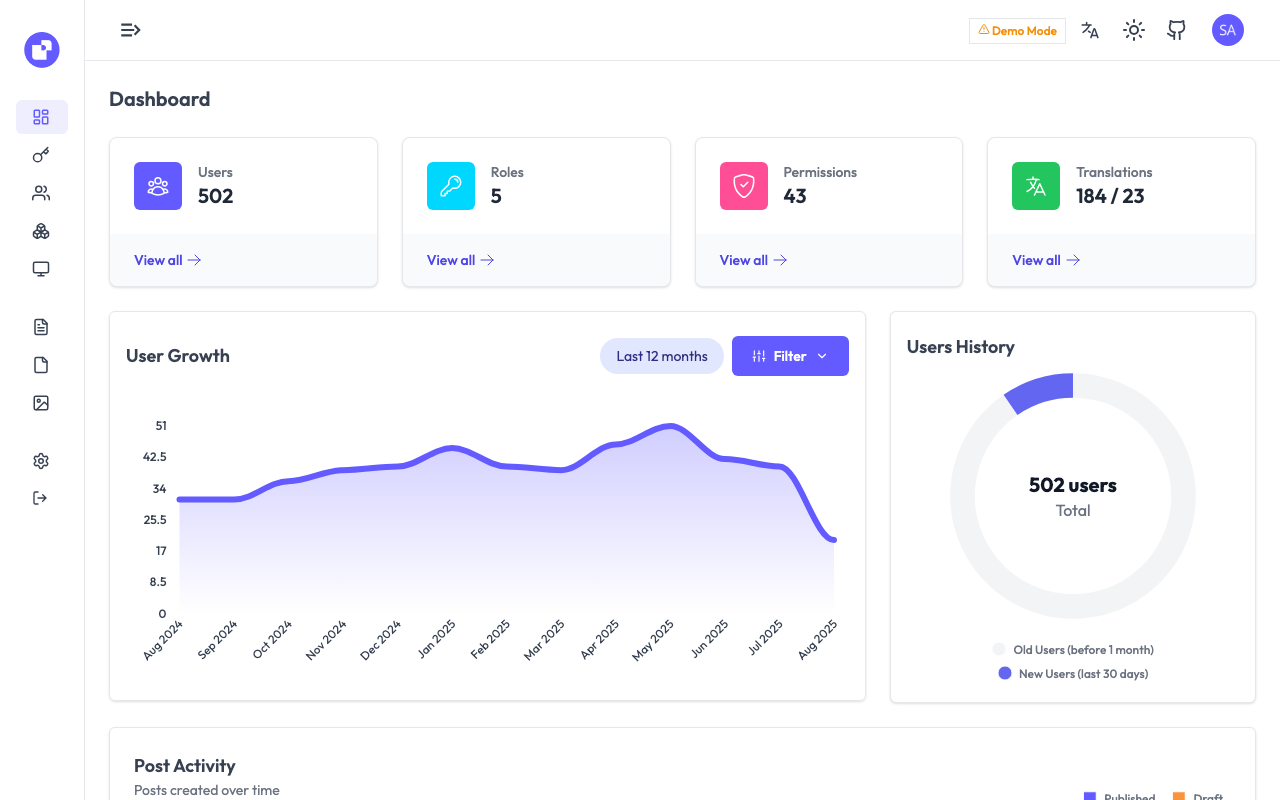 Demo Mode
SA
Dashboard
Users
502
View all
Roles
5
View all
Permissions
43
View all
Translations
184 / 23
View all
User Growth
Last 12 months
Filter
51
42.5
34
25.5
17
8.5
0
Aug 2024
Sep 2024
Oct 2024
Nov 2024
Dec 2024
Jan 2025
Feb 2025
Mar 2025
Apr 2025
May 2025
Jun 2025
Jul 2025
Aug 2025
Users History
502 users
Total
Old Users (before 1 month)
New Users (last 30 days)
Post Activity
Posts created over time
Published
Draft